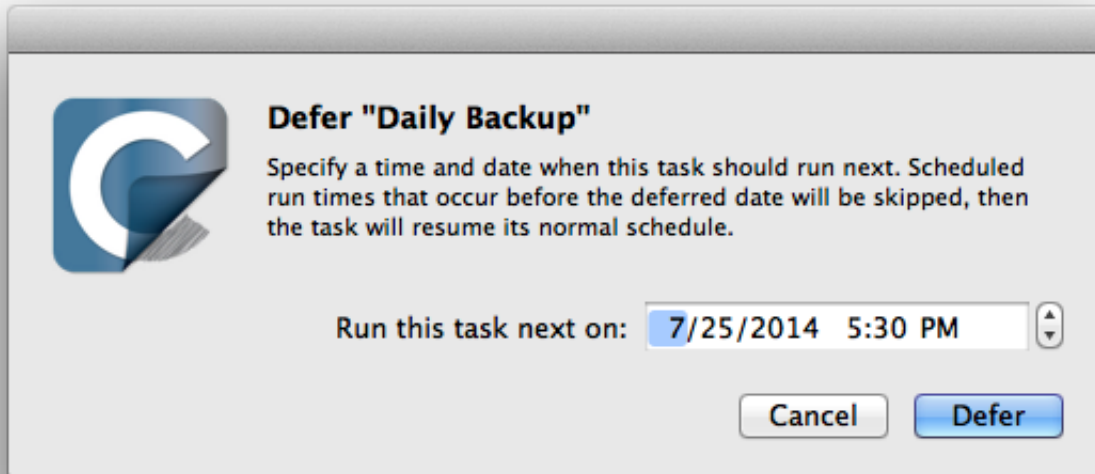 Defer "Daily Backup"
Specify a time and date when this task should run next. Scheduled
run times that occur before the deferred date will be skipped, then
the task will resume its normal schedule.
Run this task next on: 7/25/2014 5:30 PM
Cancel Defer